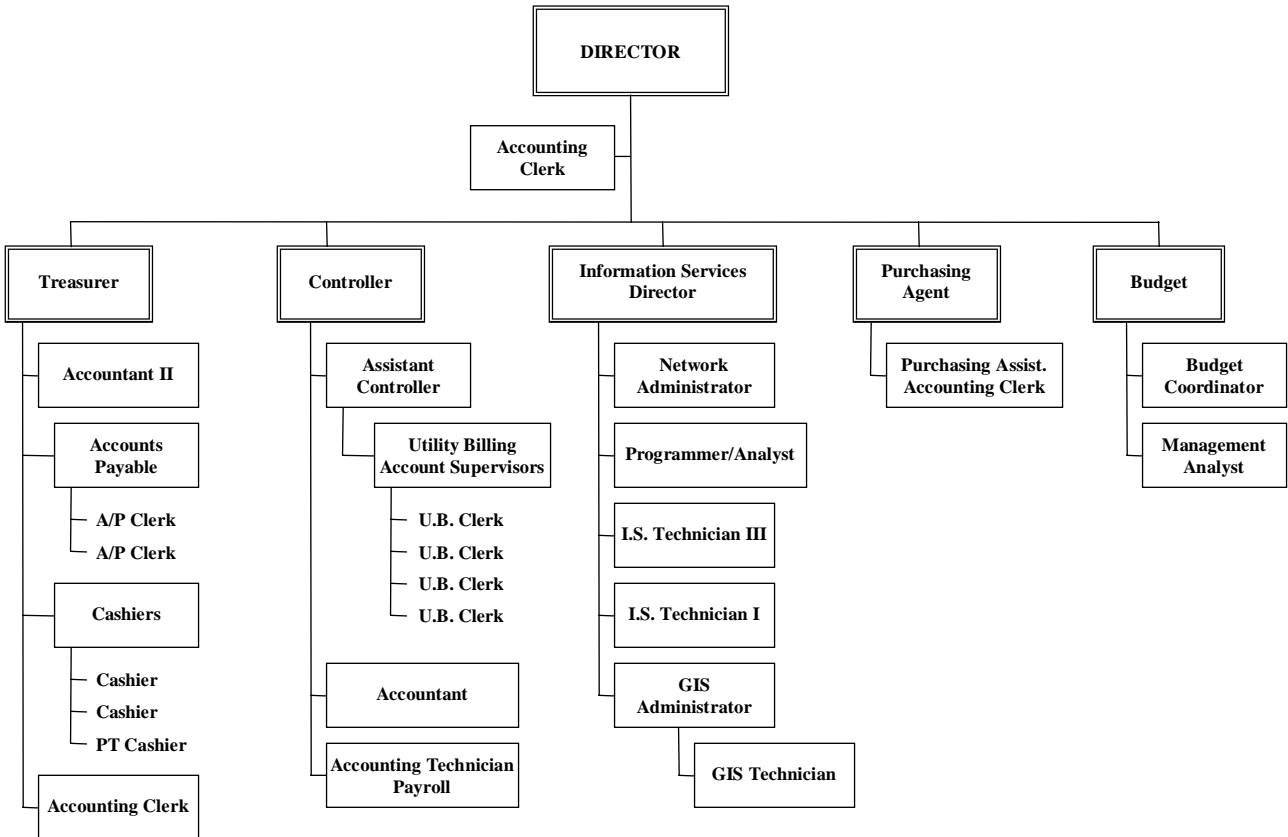 DIRECTOR
Accounting
Clerk
Treasurer
Accountant II
Accounts
Payable
A/P Clerk
A/P Clerk
Cashiers
Cashier
Cashier
PT Cashier
Accounting Clerk
Controller
Assistant
Controller
Utility Billing
Account Supervisors
U.B. Clerk
U.B. Clerk
U.B. Clerk
U.B. Clerk
Accountant
Accounting Technician
Payroll
Information Services
Director
Network
Administrator
Programmer/Analyst
I.S. Technician III
I.S. Technician I
GIS
Administrator
GIS Technician
Purchasing
Agent
Purchasing Assist.
Accounting Clerk
Budget
Budget
Coordinator
Management
Analyst